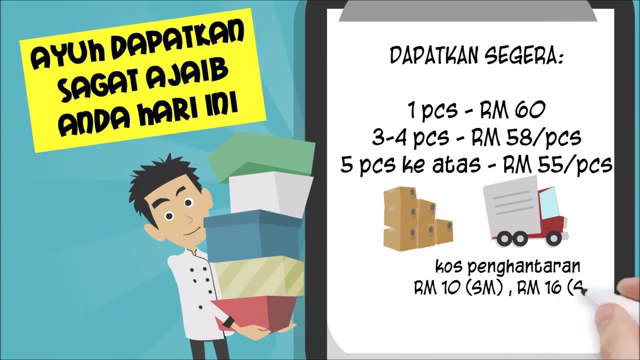 AYUh DAPATKAN
SAGAT AJAIB
ANDA hARI INI
DAPATKAN SEGERA:
1 pcs - RM 60
3-4 pcs - RM 58/pcs
5 pcs ke atas - RM 55/pcs
kos penghantaran
RM 10 (SM) , RM 16 (S